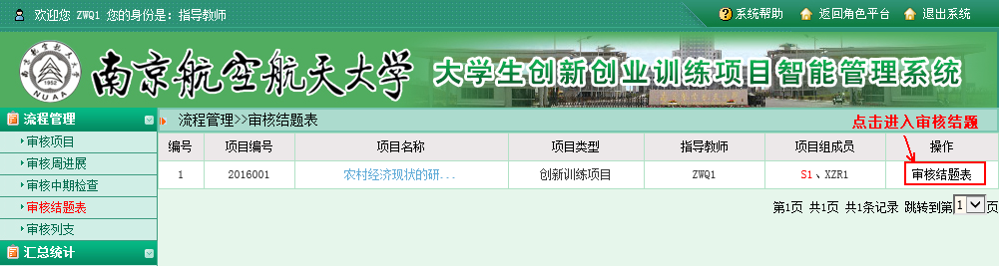 欢迎您 ZWQ1 您的身份是：指导教师 系统帮助 返回角色平台 退出系统
1952
NUAA
南京航空航天大学 大学生创新创业训练项目智能管理系统
流程管理
审核项目
审核周进展
审核中期检查
审核结题表
审核列支
汇总统计
流程管理>>审核结题表
点击进入审核结题
编号 项目编号 项目名称 项目类型 指导教师 项目组成员 操作
1 2016001 农村经济现状的研... 创新训练项目 ZWQ1 S1、XZR1 审核结题表
第1页 共1页 共1条记录 跳转到第1页